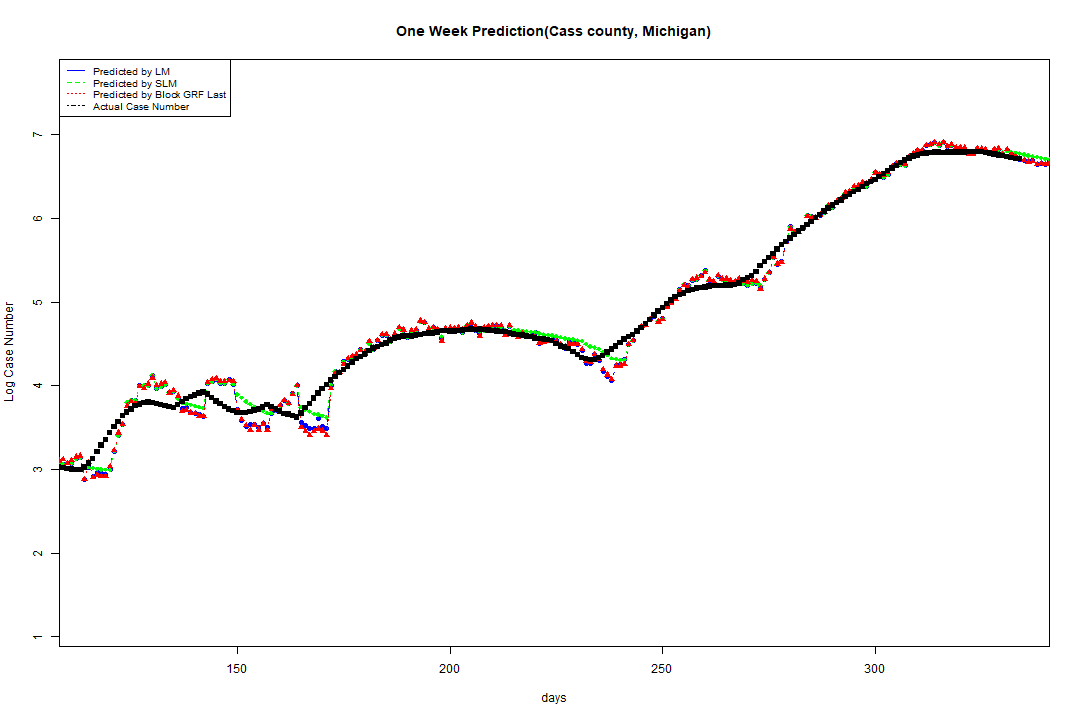 One Week Prediction(Cass county, Michigan)
Predicted by LM
Predicted by SLM
Predicted by Block GRF Last
Actual Case Number
Log Case Number
7
6
5
4
3
2
1
150 200 250 300
days